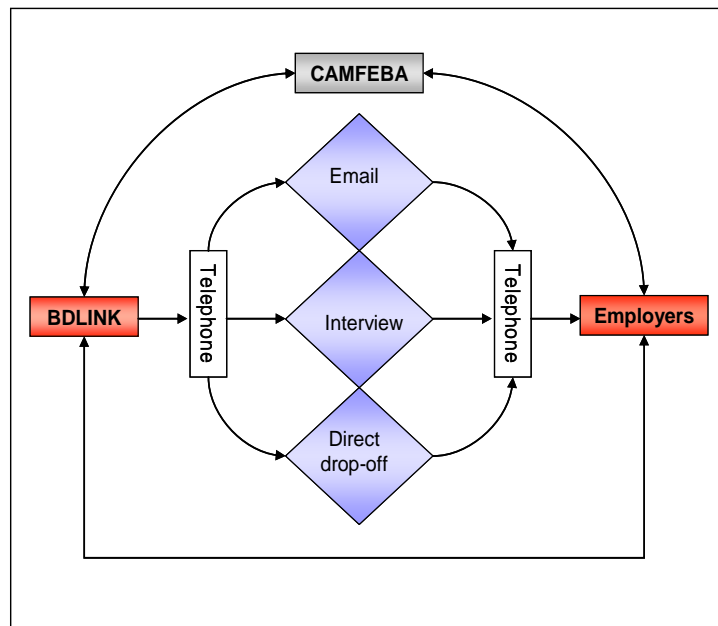 CAMFEBA
Email
Telephone
Telephone
BDLINK
Interview
Employers
Direct
drop-off